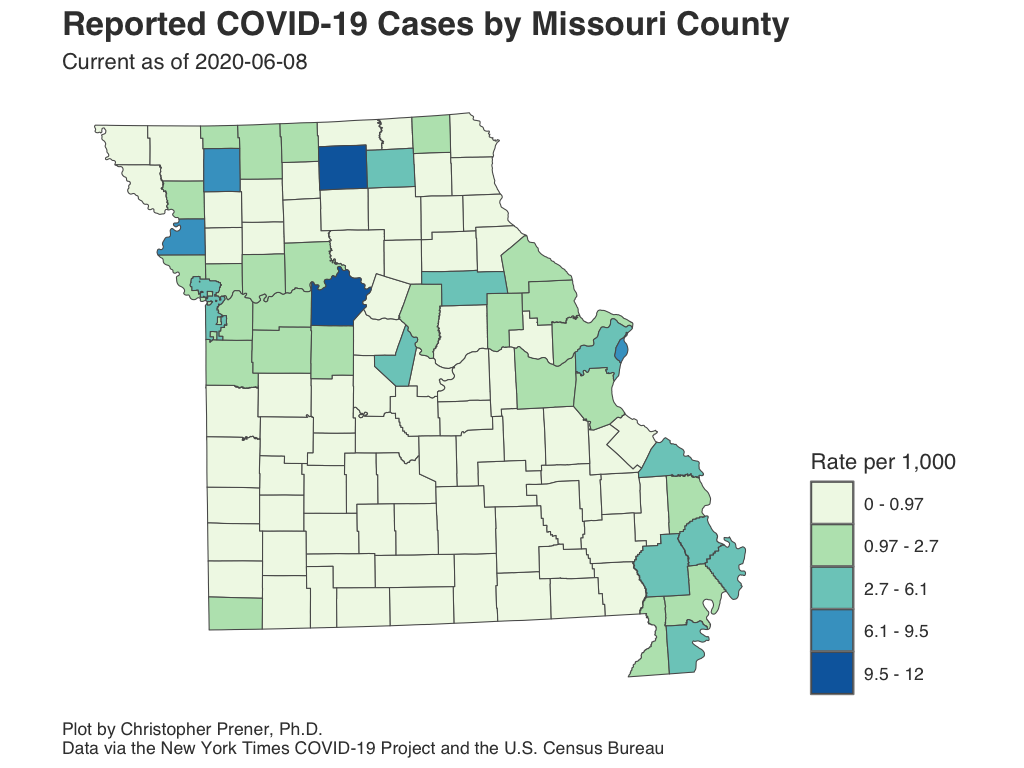 Reported COVID-19 Cases by Missouri County
Current as of 2020-06-08
Rate per 1,000
0 - 0.97
0.97 - 2.7
2.7 - 6.1
6.1 - 9.5
9.5 - 12
Plot by Christopher Prener, Ph.D.
Data via the New York Times COVID-19 Project and the U.S. Census Bureau